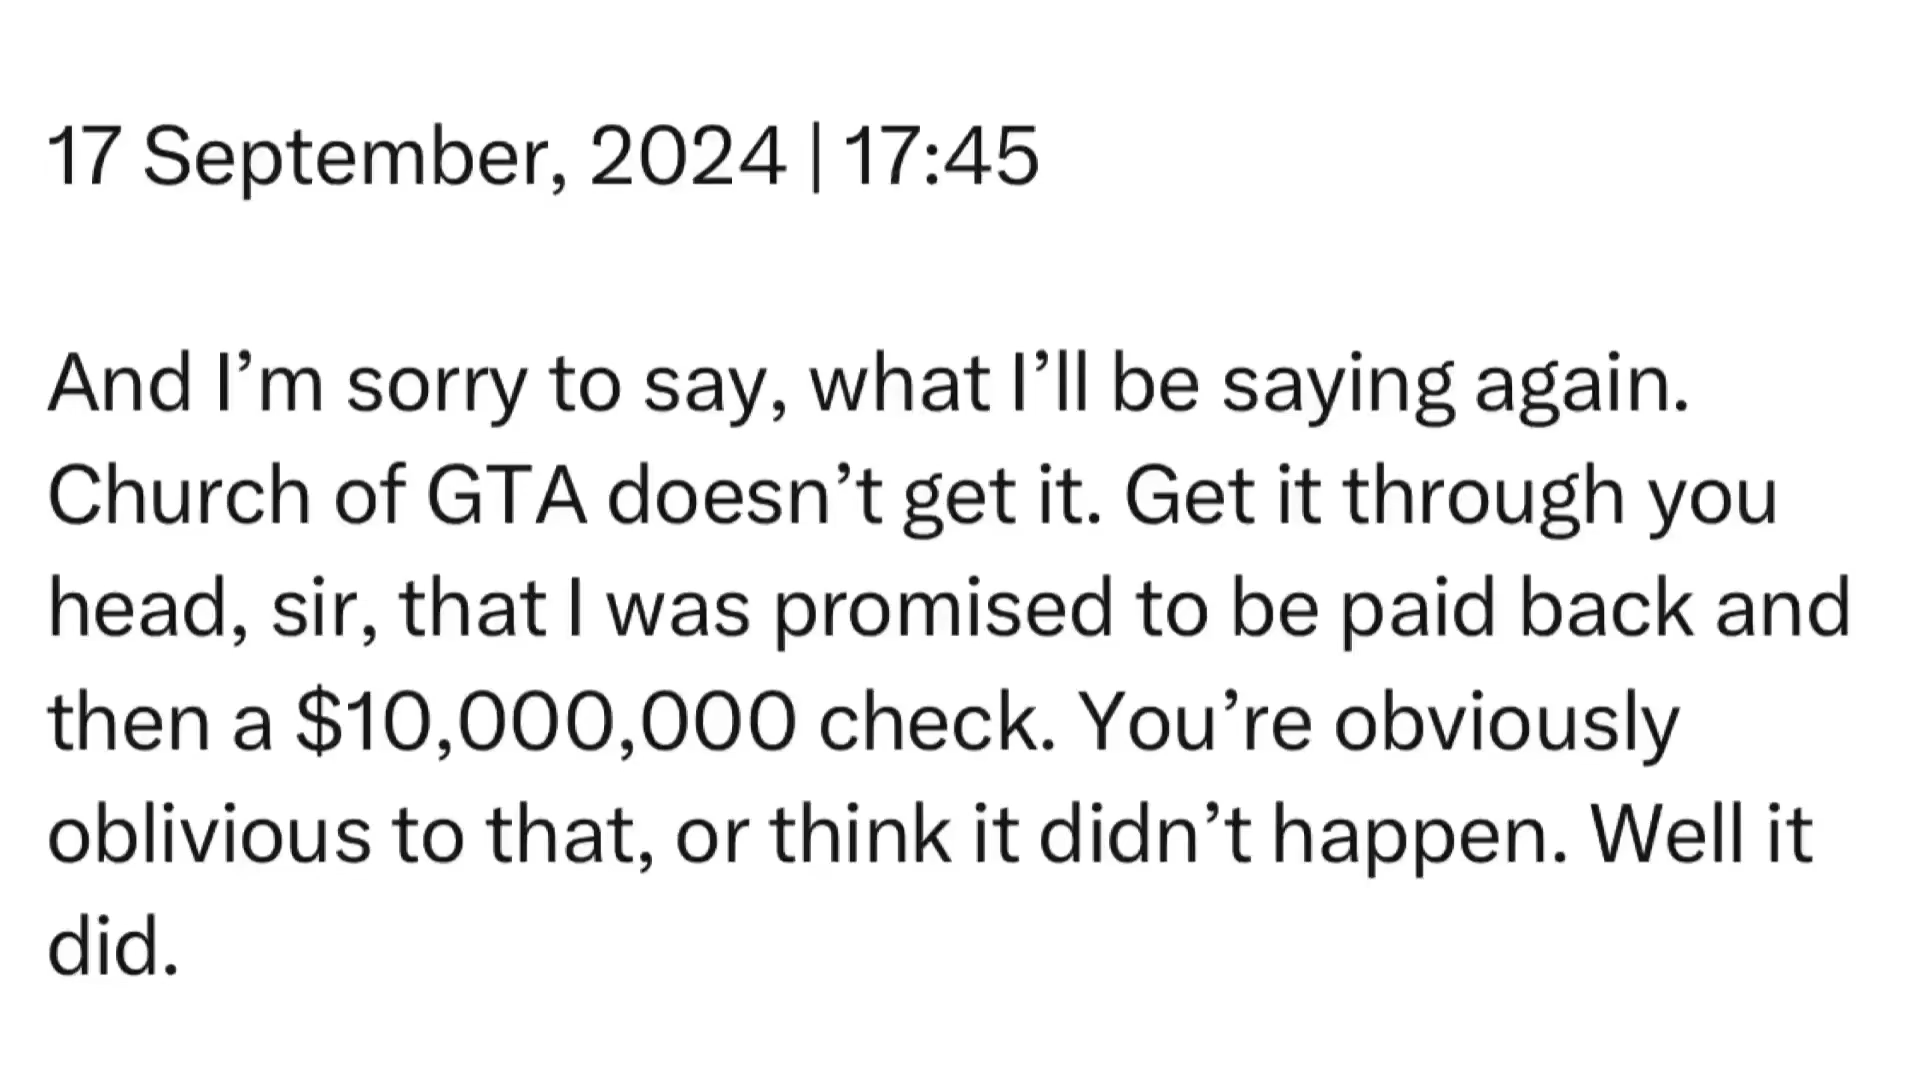 17 September, 2024 | 17:45
And I’m sorry to say, what I’ll be saying again.
Church of GTA doesn’t get it. Get it through you
head, sir, that I was promised to be paid back and
then a $10,000,000 check. You’re obviously
oblivious to that, or think it didn’t happen. Well it
did.